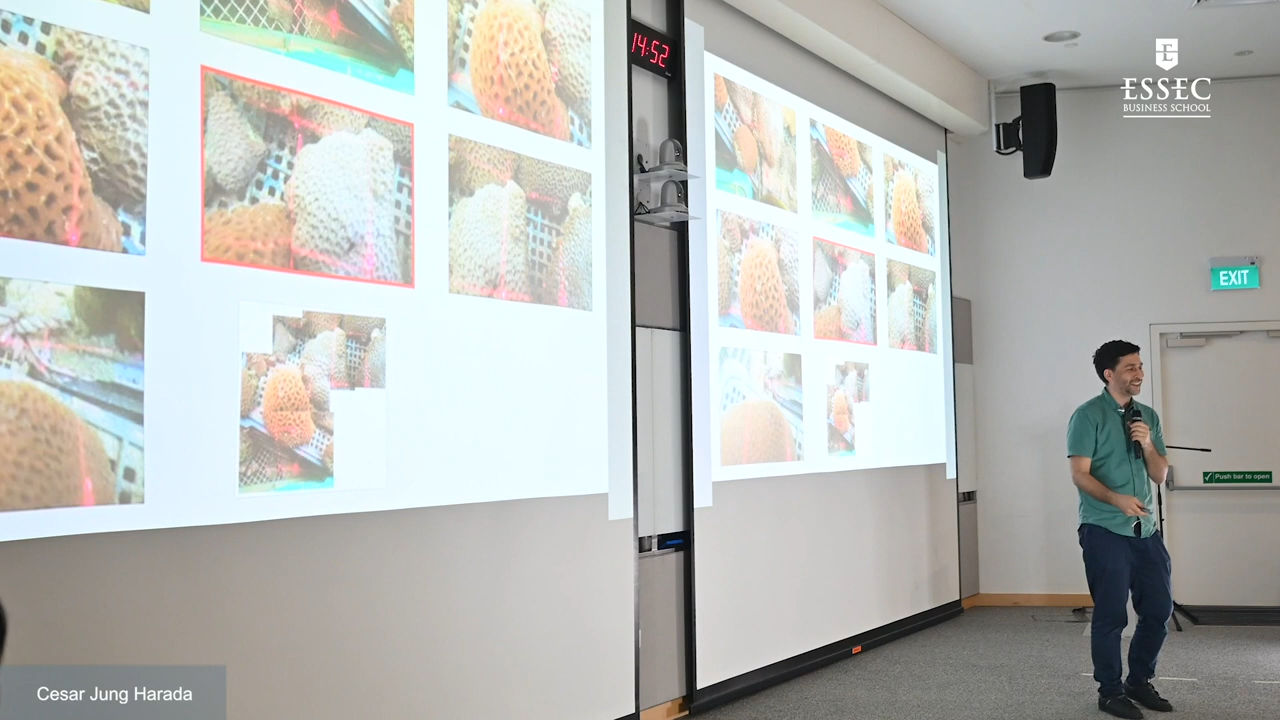 14:52
ESSEC
BUSINESS SCHOOL
EXIT
Push bar to open
Cesar Jung Harada